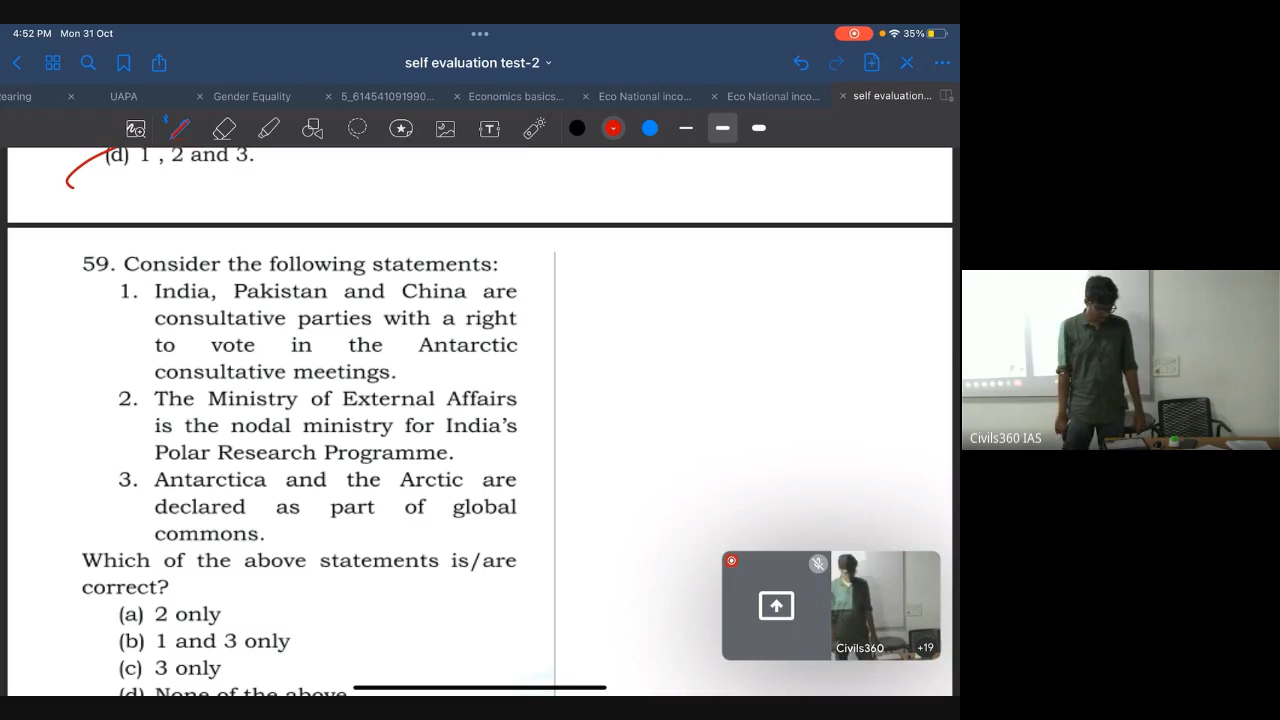 4:52 PM Mon 31 Oct
35%
self evaluation test-2
earing
UAPA
Gender Equality
5_614541091990...
Economics basics...
Eco National inco...
Eco National inco...
self evaluation...
(d) 1 , 2 and 3.
59. Consider the following statements:
1. India, Pakistan and China are
consultative parties with a right
to vote in the Antarctic
consultative meetings.
2. The Ministry of External Affairs
is the nodal ministry for India's
Polar Research Programme.
3. Antarctica and the Arctic are
declared as part of global
commons.
Which of the above statements is/are
correct?
(a) 2 only
(b) 1 and 3 only
(c) 3 only
(d) None of the above
Civils360
+19
Civils360 IAS